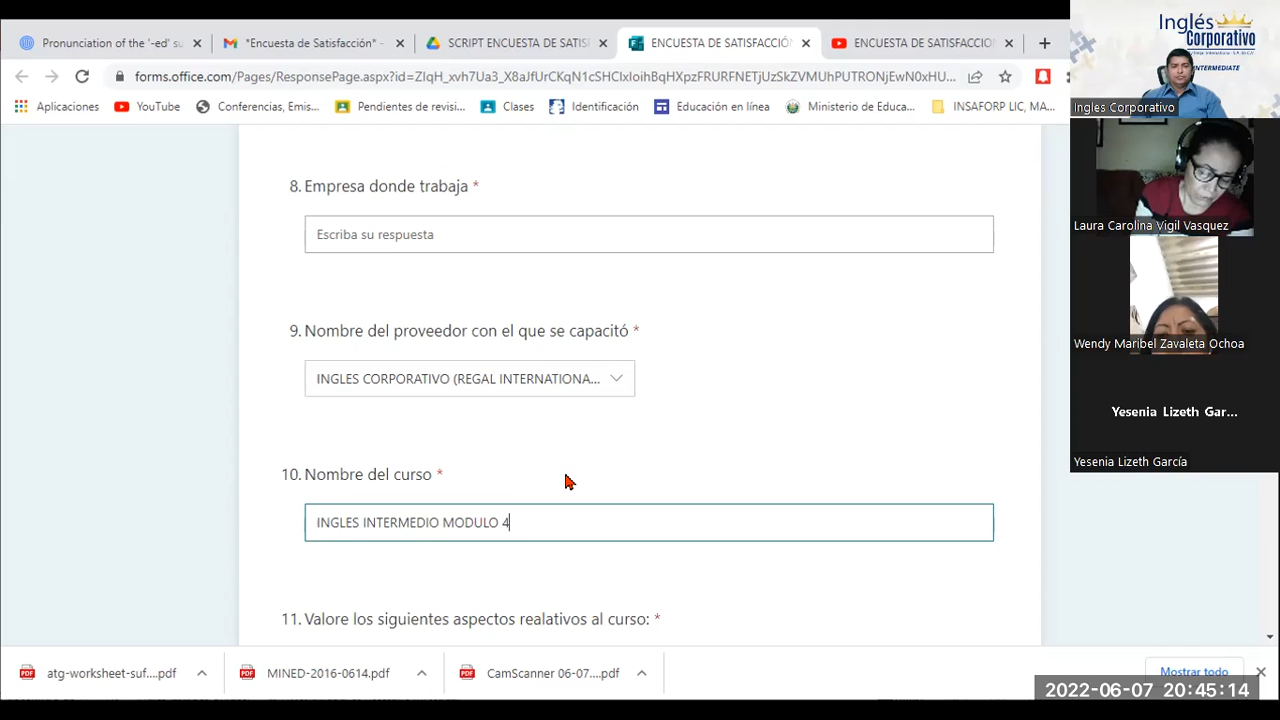 Pronunciation of the '-ed' su
*Encuesta de Satisfacción -
SCRIPT ENCUESTA DE SATIS
ENCUESTA DE SATISFACCIÓN
ENCUESTA DE SATISFACCIÓN
forms.office.com/Pages/ResponsePage.aspx?id=ZIqH_xvh7Ua3_X8aJfUrCKqN1cSHClxIoihBqHXpzFRURFNETjUzSkZVMUhPUTRONjEwN0xHU...
Aplicaciones
YouTube
Conferencias, Emis...
Pendientes de revisi...
Clases
Identificación
Educación en línea
Ministerio de Educa...
INSAFORP LIC, MA...
8. Empresa donde trabaja *
Escriba su respuesta
9. Nombre del proveedor con el que se capacitó *
INGLES CORPORATIVO (REGAL INTERNATIONA...
10. Nombre del curso *
INGLES INTERMEDIO MODULO 4
11. Valore los siguientes aspectos realativos al curso: *
atg-worksheet-suf....pdf
MINED-2016-0614.pdf
CamScanner 06-07....pdf
Mostrar todo
Inglés
Corporativo
INTERMEDIATE
Ingles Corporativo
Laura Carolina Vigil Vasquez
Wendy Maribel Zavaleta Ochoa
Yesenia Lizeth Gar...
Yesenia Lizeth García
2022-06-07 20:45:14